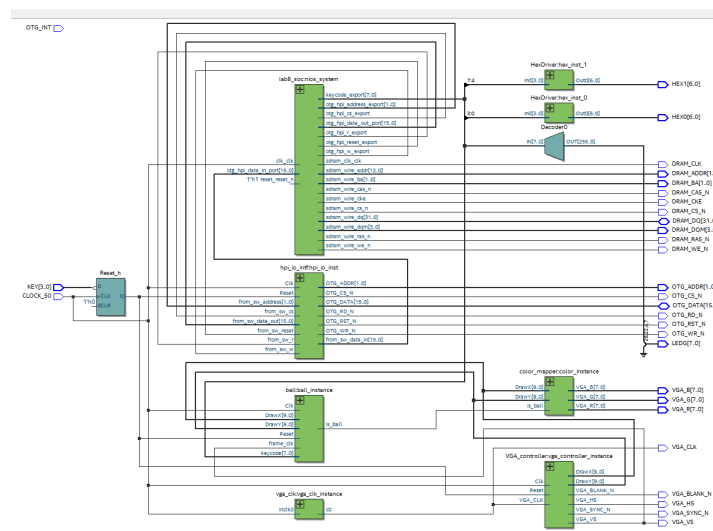 OTG_INT
lab8_soc:nios_system
keycode_export[7..0]
otg_hpi_address_export[1..0]
otg_hpi_cs_export
otg_hpi_data_out_port[15..0]
otg_hpi_r_export
otg_hpi_reset_export
otg_hpi_w_export
clk_clk
sdram_clk_clk
otg_hpi_data_in_port[15..0]
sdram_wire_addr[12..0]
1'h1 reset_reset_n
sdram_wire_ba[1..0]
sdram_wire_cas_n
sdram_wire_cke
sdram_wire_cs_n
sdram_wire_dq[31..0]
sdram_wire_dqm[3..0]
sdram_wire_ras_n
sdram_wire_we_n
HexDriver:hex_inst_1
7:4
In0[3..0]
Out0[6..0]
HEX1[6..0]
HexDriver:hex_inst_0
3:0
In0[3..0]
Out0[6..0]
HEX0[6..0]
Decoder0
IN[7..0]
OUT[255..0]
DRAM_CLK
DRAM_ADDR[1
DRAM_BA[1..0]
DRAM_CAS_N
DRAM_CKE
DRAM_CS_N
DRAM_DQ[31..
DRAM_DQM[3..
DRAM_RAS_N
DRAM_WE_N
Reset_h
KEY[3..0]
D
CLOCK_50
CLK
Q
1'h0
SCLR
hpi_io_intf:hpi_io_inst
Clk
OTG_ADDR[1..0]
Reset
OTG_CS_N
from_sw_address[1..0]
OTG_DATA[15..0]
from_sw_cs
OTG_RD_N
from_sw_data_out[15..0]
OTG_RST_N
from_sw_reset
OTG_WR_N
from_sw_r
from_sw_data_in[15..0]
from_sw_w
OTG_ADDR[1..0
OTG_CS_N
OTG_DATA[15..
OTG_RD_N
OTG_RST_N
OTG_WR_N
LEDG[7..0]
ball:ball_instance
Clk
DrawX[9..0]
DrawY[9..0]
Reset
is_ball
frame_clk
keycode[7..0]
color_mapper:color_instance
DrawX[9..0]
VGA_B[7..0]
DrawY[9..0]
VGA_G[7..0]
is_ball
VGA_R[7..0]
VGA_B[7..0]
VGA_G[7..0]
VGA_R[7..0]
VGA_CLK
VGA_controller:vga_controller_instance
DrawX[9..0]
Clk
DrawY[9..0]
Reset
VGA_BLANK_N
VGA_CLK
VGA_HS
VGA_SYNC_N
VGA_VS
VGA_BLANK_N
VGA_HS
VGA_SYNC_N
VGA_VS
vga_clk:vga_clk_instance
inclk0
c0